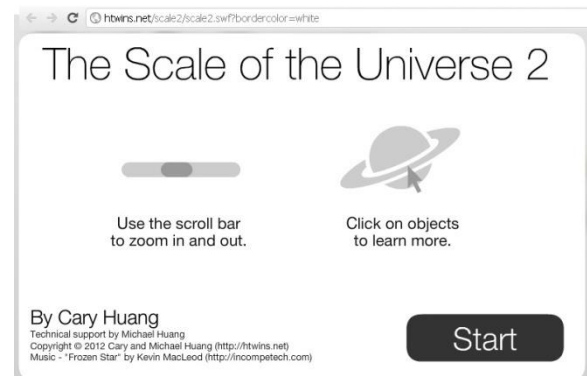 htwins.net/scale2/scale2.swf?bordercolor=white
The Scale of the Universe 2
Use the scroll bar
to zoom in and out.
Click on objects
to learn more.
By Cary Huang
Technical support by Michael Huang
Copyright © 2012 Cary and Michael Huang (http://htwins.net)
Music - "Frozen Star" by Kevin MacLeod (http://incompetech.com)
Start